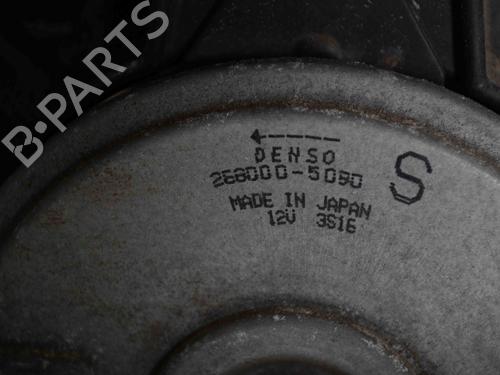 B-PARTS
DENSO
268000-5090
S
MADE IN JAPAN
12V 3S16